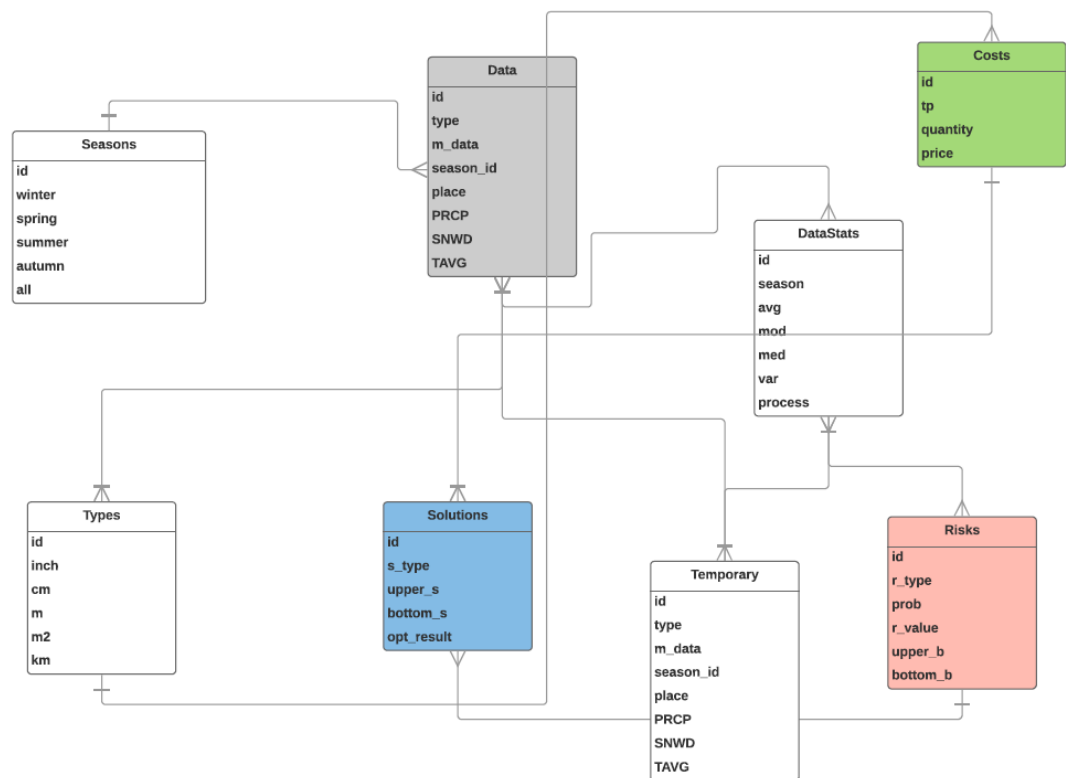 Data
id
type
m_data
season_id
place
PRCP
SNWD
TAVG
Costs
id
tp
quantity
price
Seasons
id
winter
spring
summer
autumn
all
DataStats
id
season
avg
mod
med
var
process
Types
id
inch
cm
m
m2
km
Solutions
id
s_type
upper_s
bottom_s
opt_result
Temporary
id
type
m_data
season_id
place
PRCP
SNWD
TAVG
Risks
id
r_type
prob
r_value
upper_b
bottom_b